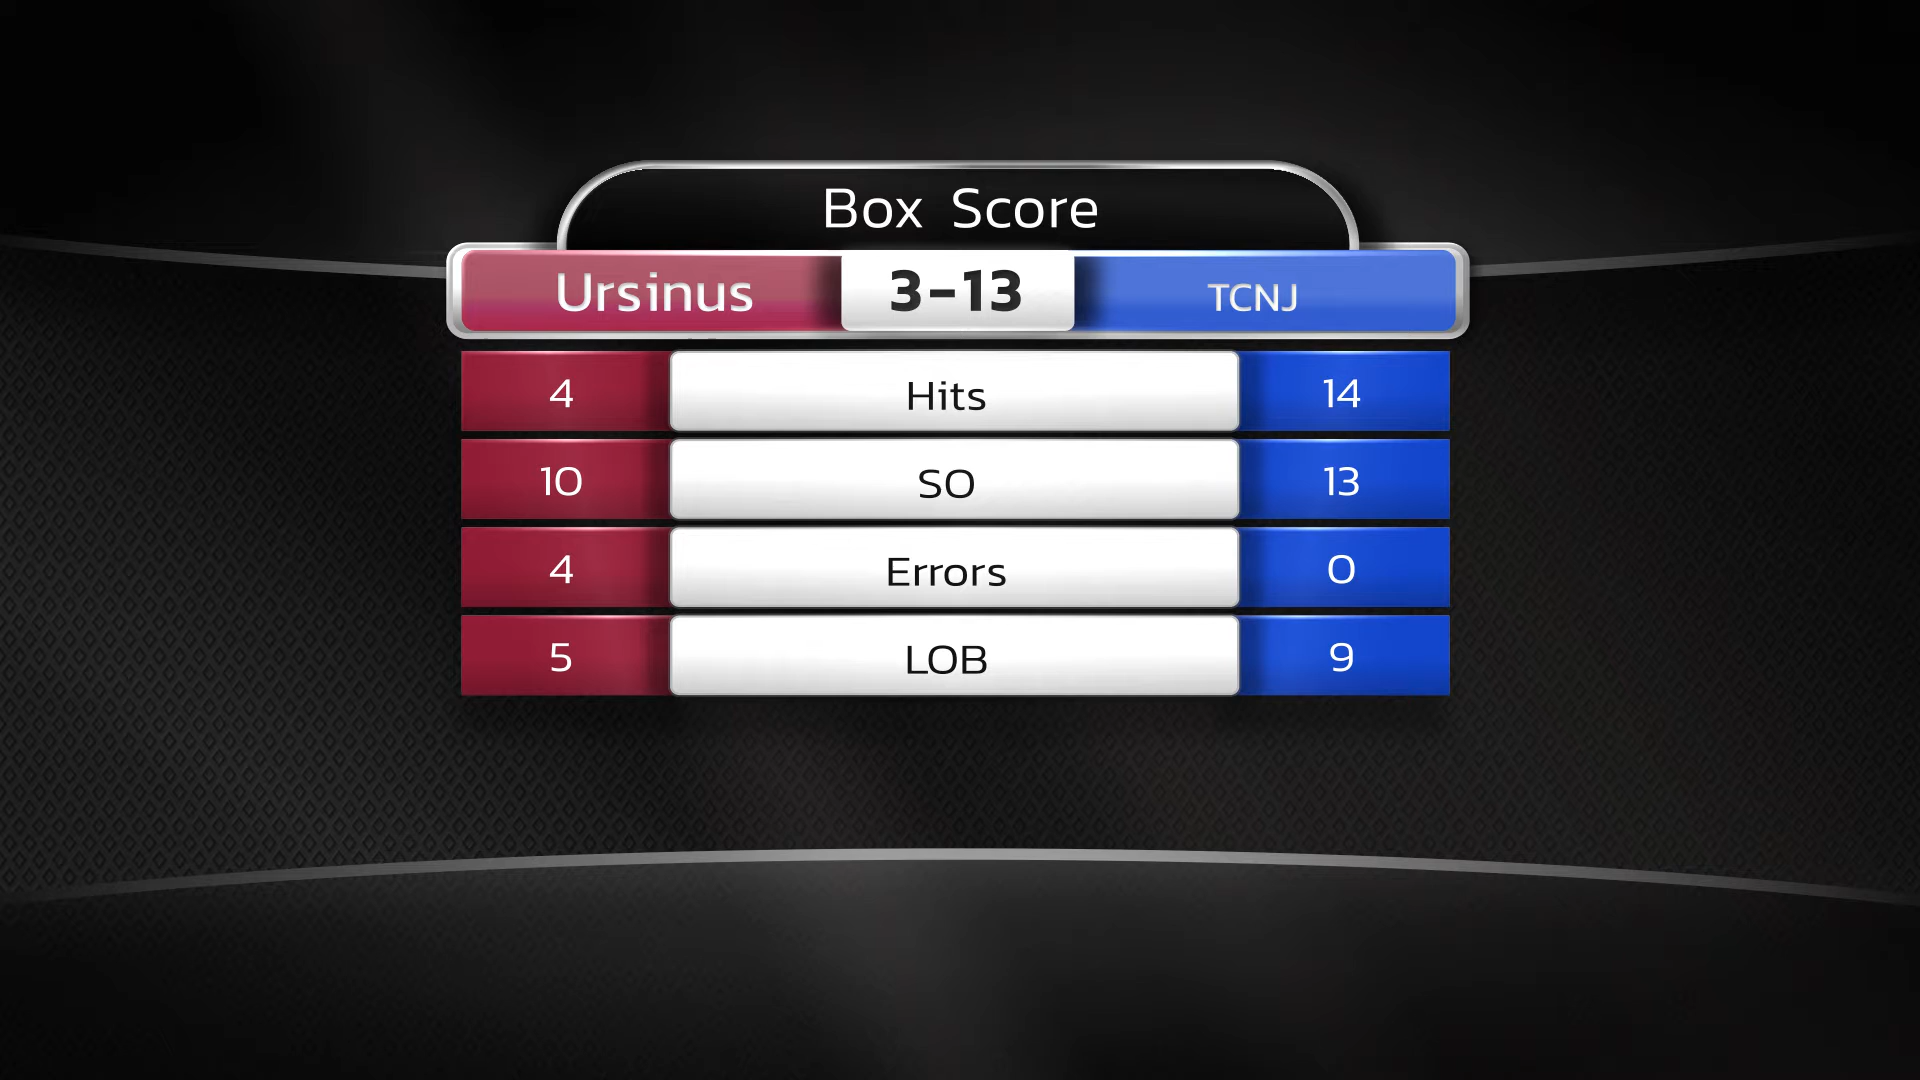 Box Score
Ursinus 3-13 TCNJ
4 Hits 14
10 SO 13
4 Errors 0
5 LOB 9